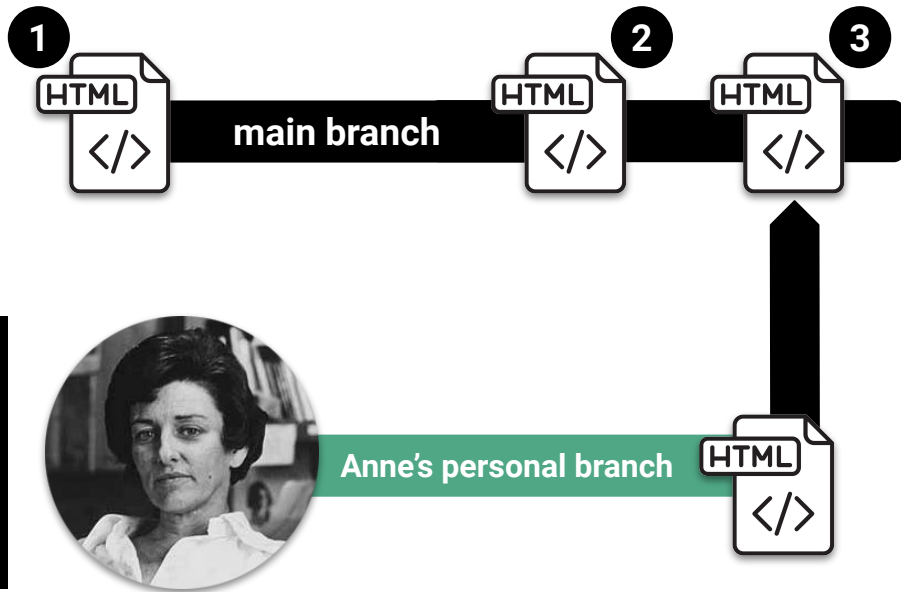 1
2
3
HTML
HTML
HTML
</>
</>
</>
main branch
Anne's personal branch
HTML
</>